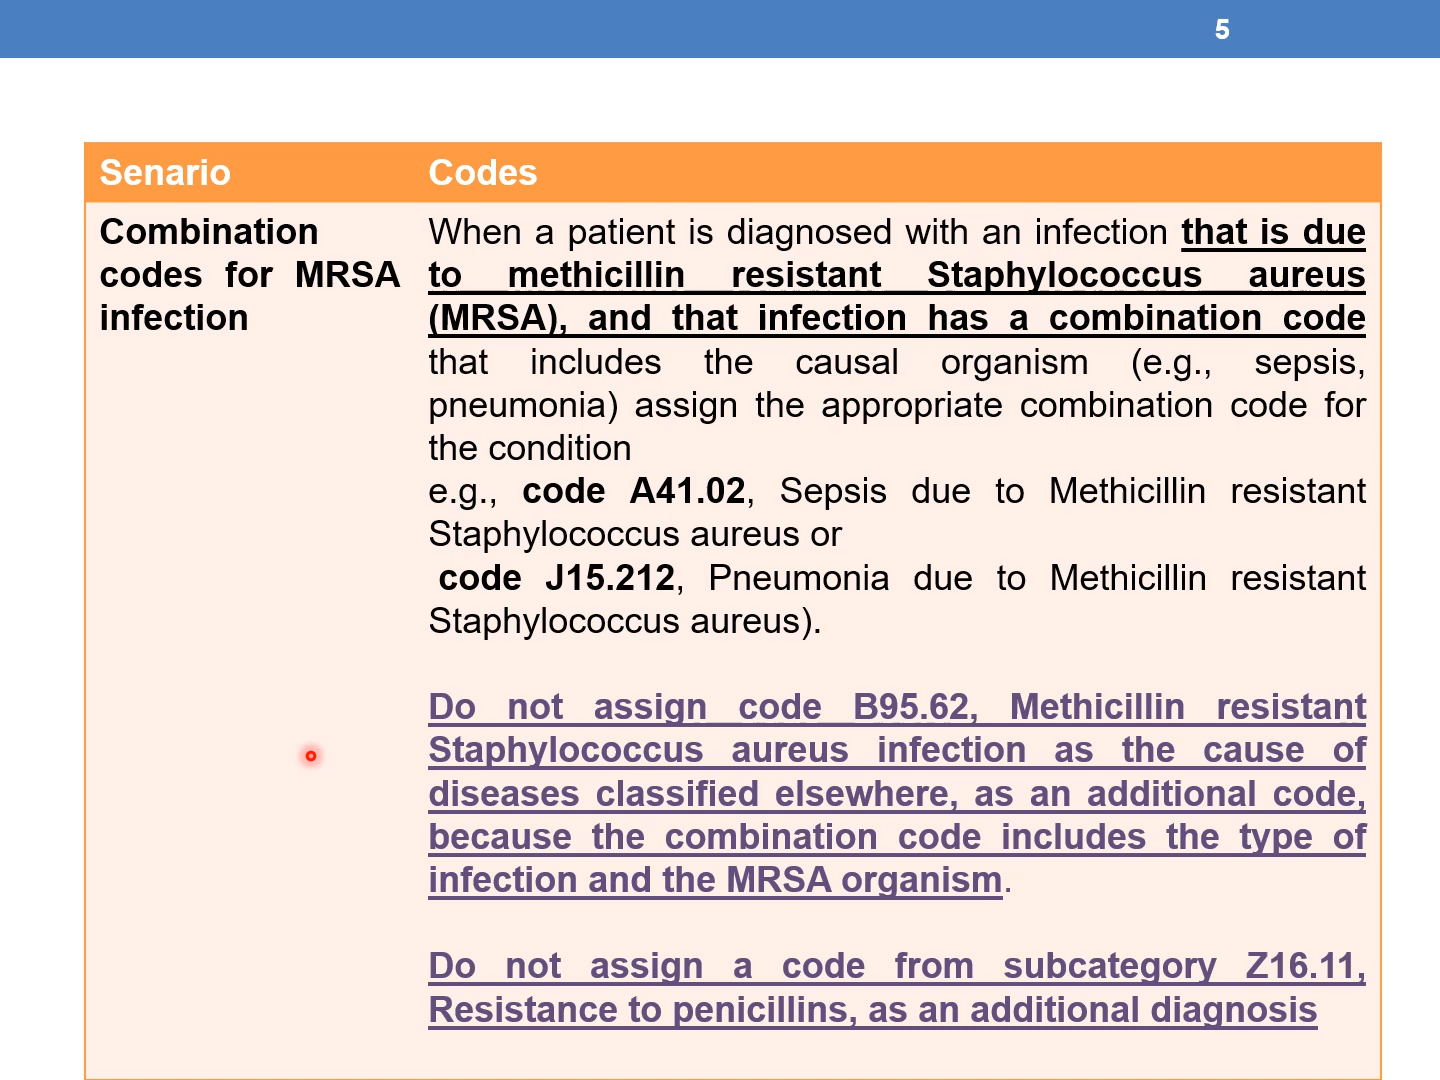 5
Senario
Codes
Combination
codes for MRSA
infection
When a patient is diagnosed with an infection that is due
to methicillin resistant Staphylococcus aureus
(MRSA), and that infection has a combination code
that includes the causal organism (e.g., sepsis,
pneumonia) assign the appropriate combination code for
the condition
e.g., code A41.02, Sepsis due to Methicillin resistant
Staphylococcus aureus or
code J15.212, Pneumonia due to Methicillin resistant
Staphylococcus aureus).
Do not assign code B95.62, Methicillin resistant
Staphylococcus aureus infection as the cause of
diseases classified elsewhere, as an additional code,
because the combination code includes the type of
infection and the MRSA organism.
Do not assign a code from subcategory Z16.11,
Resistance to penicillins, as an additional diagnosis